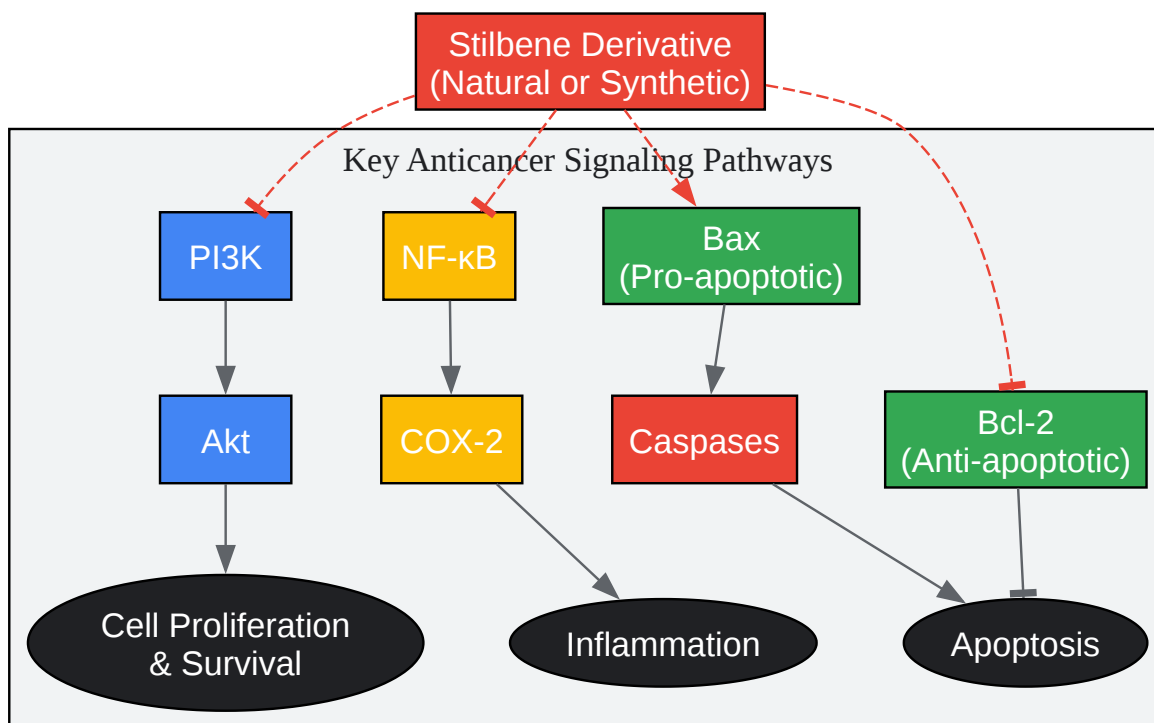 Stilbene Derivative
(Natural or Synthetic)
Key Anticancer Signaling Pathways
PI3K
NF-κB
Bax
(Pro-apoptotic)
Akt
COX-2
Caspases
Bcl-2
(Anti-apoptotic)
Cell Proliferation
& Survival
Inflammation
Apoptosis